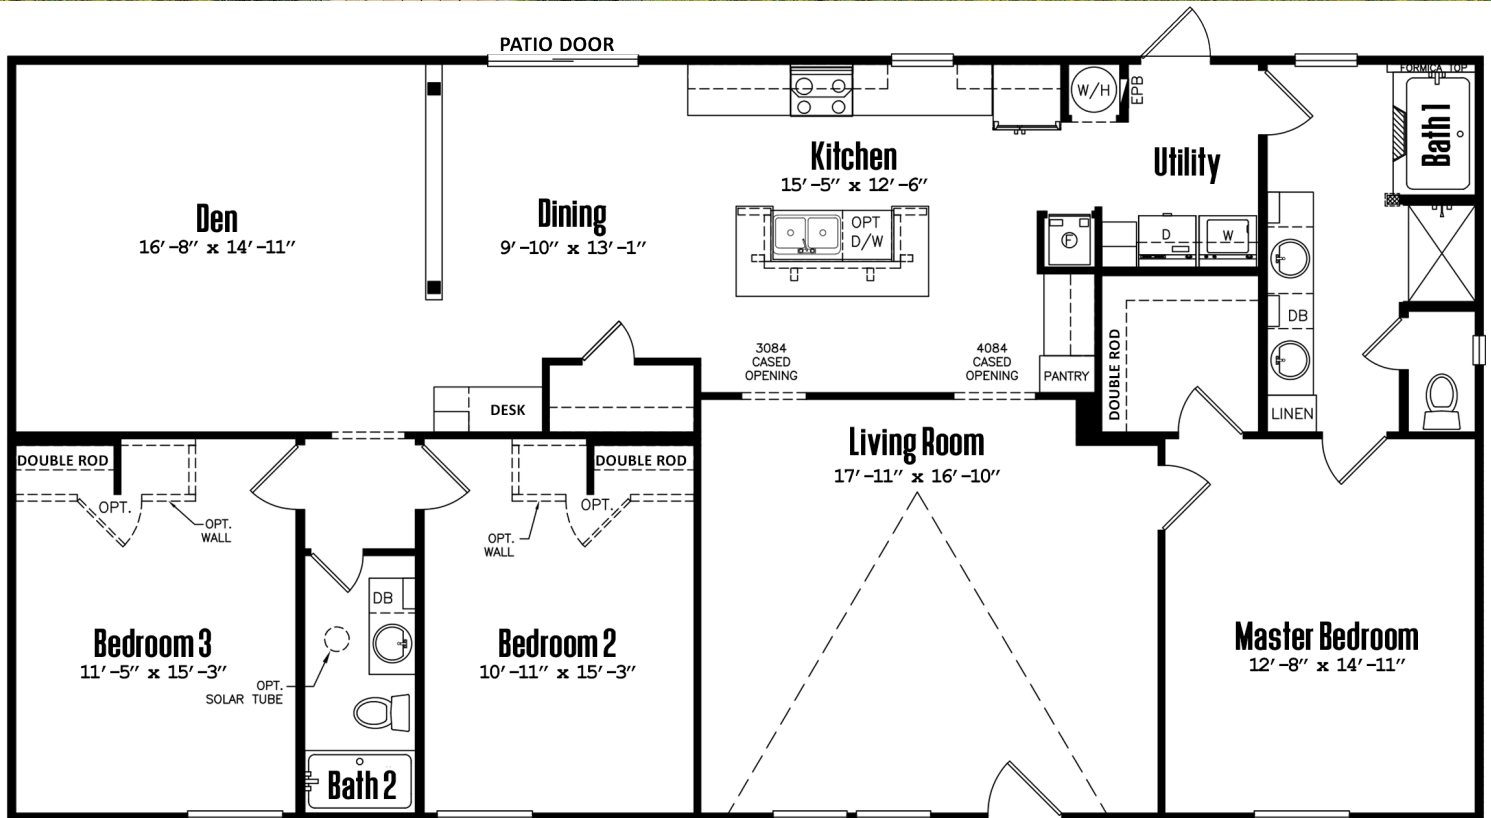 PATIO DOOR
FORMICA TOP
W/H
EPB
Bath 1
Kitchen
15'-5" x 12'-6"
Utility
Den
16'-8" x 14'-11"
Dining
9'-10" x 13'-1"
OPT
D/W
F
D
W
DB
3084
CASED
OPENING
4084
CASED
OPENING
PANTRY
DOUBLE ROD
LINEN
DESK
Living Room
17'-11" x 16'-10"
DOUBLE ROD
OPT.
OPT.
WALL
DOUBLE ROD
OPT.
OPT.
WALL
DB
Bedroom 3
11'-5" x 15'-3"
OPT.
SOLAR TUBE
Bedroom 2
10'-11" x 15'-3"
Master Bedroom
12'-8" x 14'-11"
Bath 2